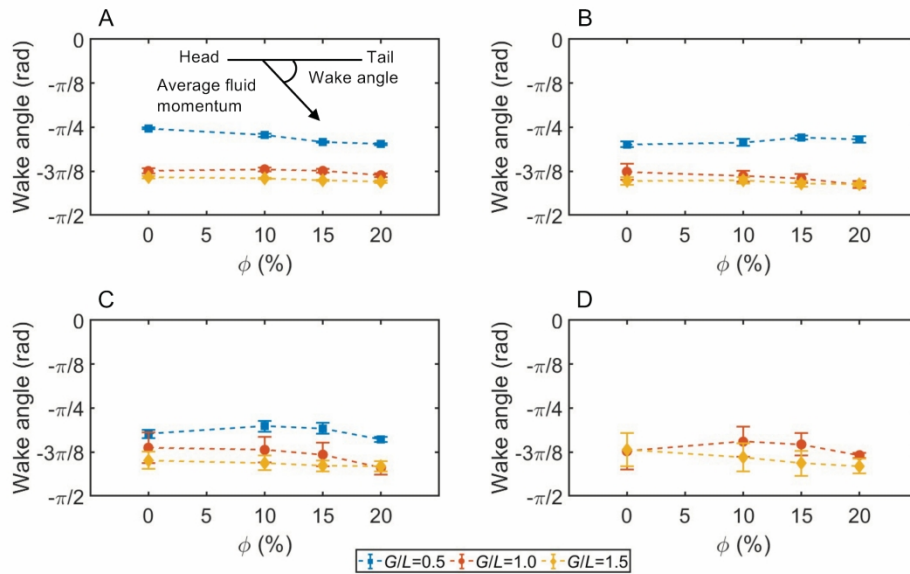 A
Wake angle (rad)
0
-π/8
-π/4
-3π/8
-π/2
Head
Tail
Wake angle
Average fluid
momentum
0 5 10 15 20
ϕ (%)
B
Wake angle (rad)
0
-π/8
-π/4
-3π/8
-π/2
0 5 10 15 20
ϕ (%)
C
Wake angle (rad)
0
-π/8
-π/4
-3π/8
-π/2
0 5 10 15 20
ϕ (%)
D
Wake angle (rad)
0
-π/8
-π/4
-3π/8
-π/2
0 5 10 15 20
ϕ (%)
G/L=0.5 G/L=1.0 G/L=1.5